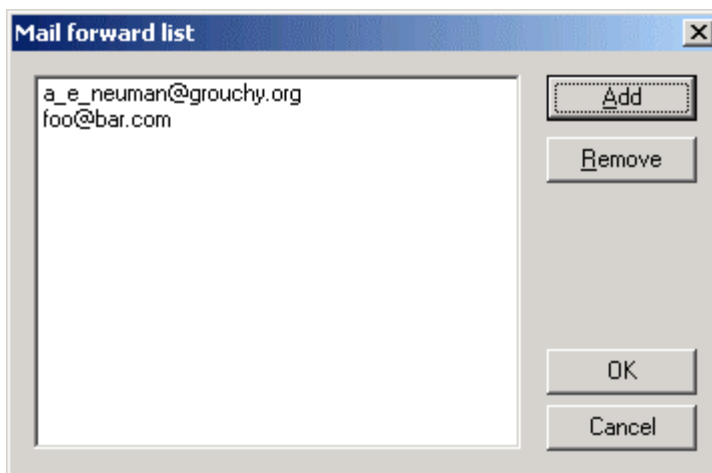 Mail forward list
a_e_neuman@grouchy.org
foo@bar.com
Add
Remove
OK
Cancel